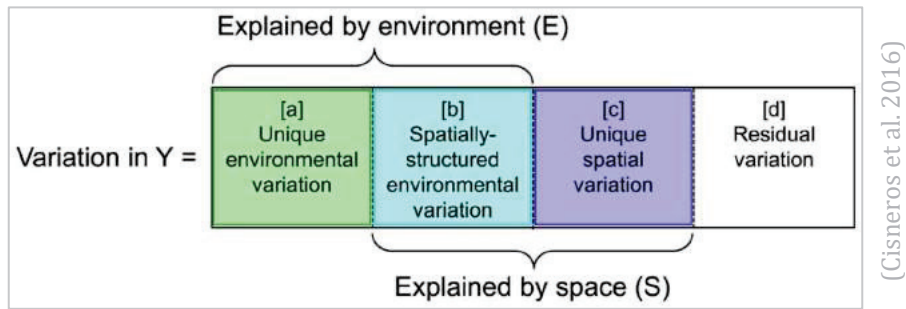 Explained by environment (E)
Variation in Y =
[a]
Unique
environmental
variation
[b]
Spatially-
structured
environmental
variation
[c]
Unique
spatial
variation
[d]
Residual
variation
Explained by space (S)
(Cisneros et al. 2016)